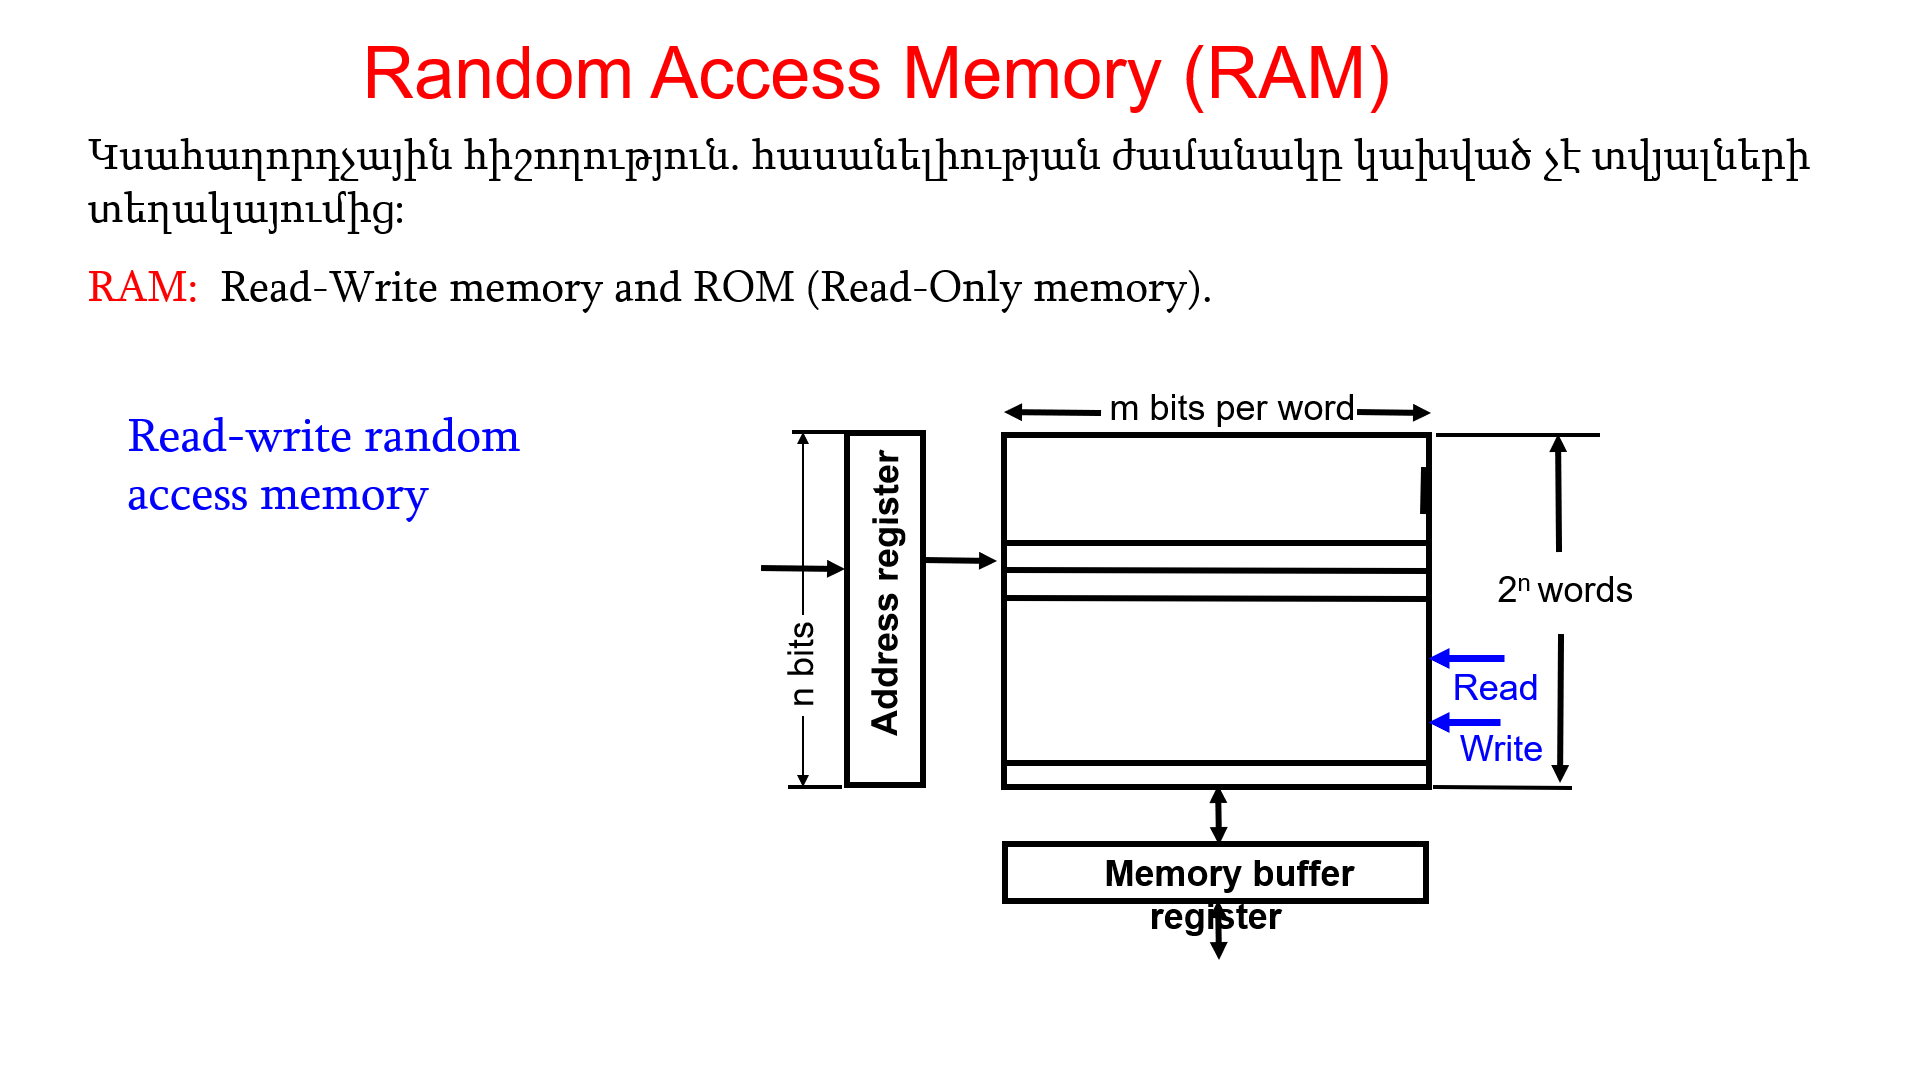 Random Access Memory (RAM)
Կսահաղորդչային հիշողություն. հասանելիության ժամանակը կախված չէ տվյալների
տեղակայումից:
RAM: Read-Write memory and ROM (Read-Only memory).
Read-write random
access memory
m bits per word
Address register
n bits
2ⁿ words
Read
Write
Memory buffer
register